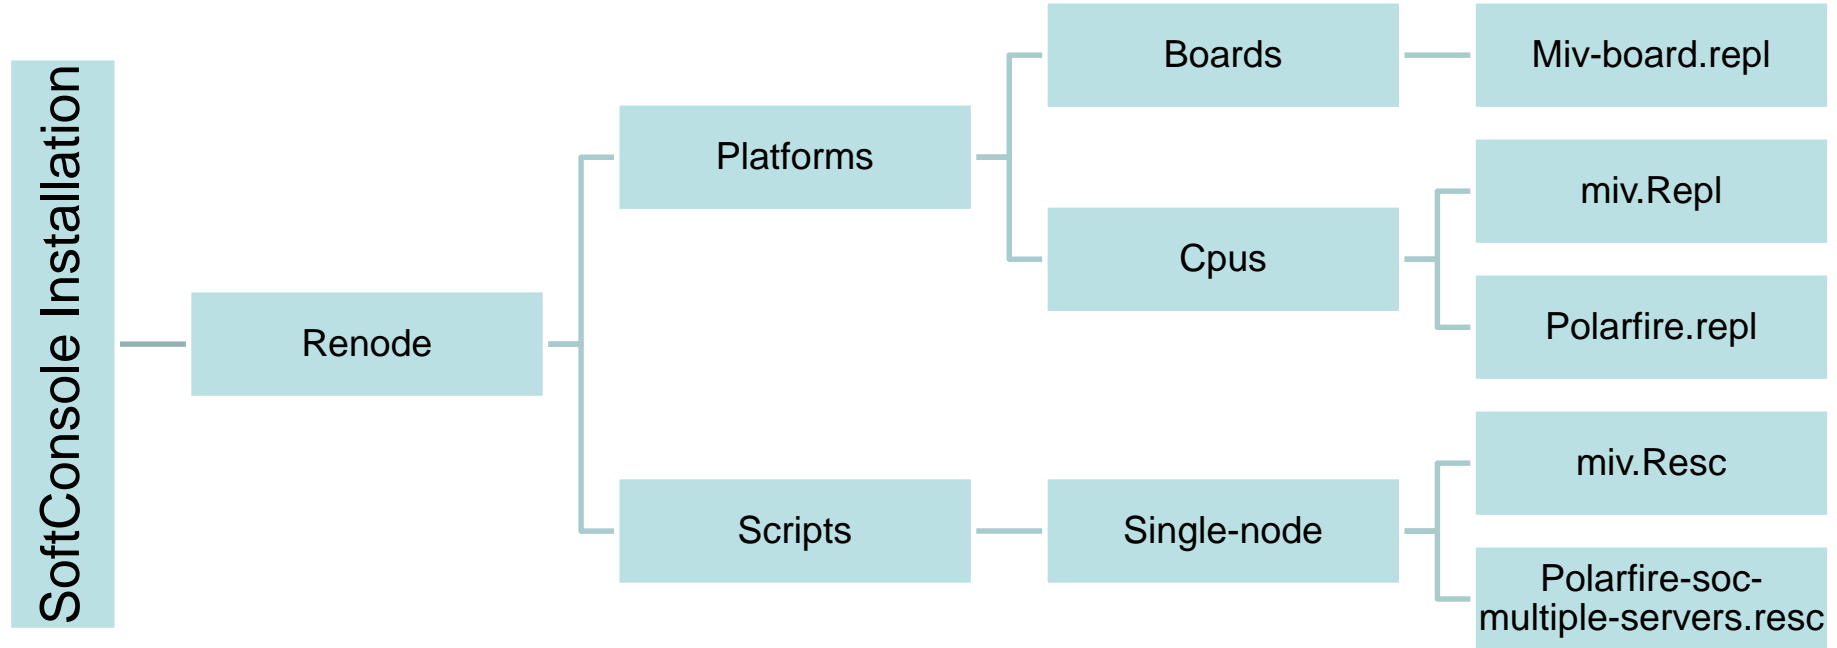 SoftConsole Installation
Renode
Platforms
Boards
Miv-board.repl
Cpus
miv.Repl
Polarfire.repl
Scripts
Single-node
miv.Resc
Polarfire-soc-
multiple-servers.resc